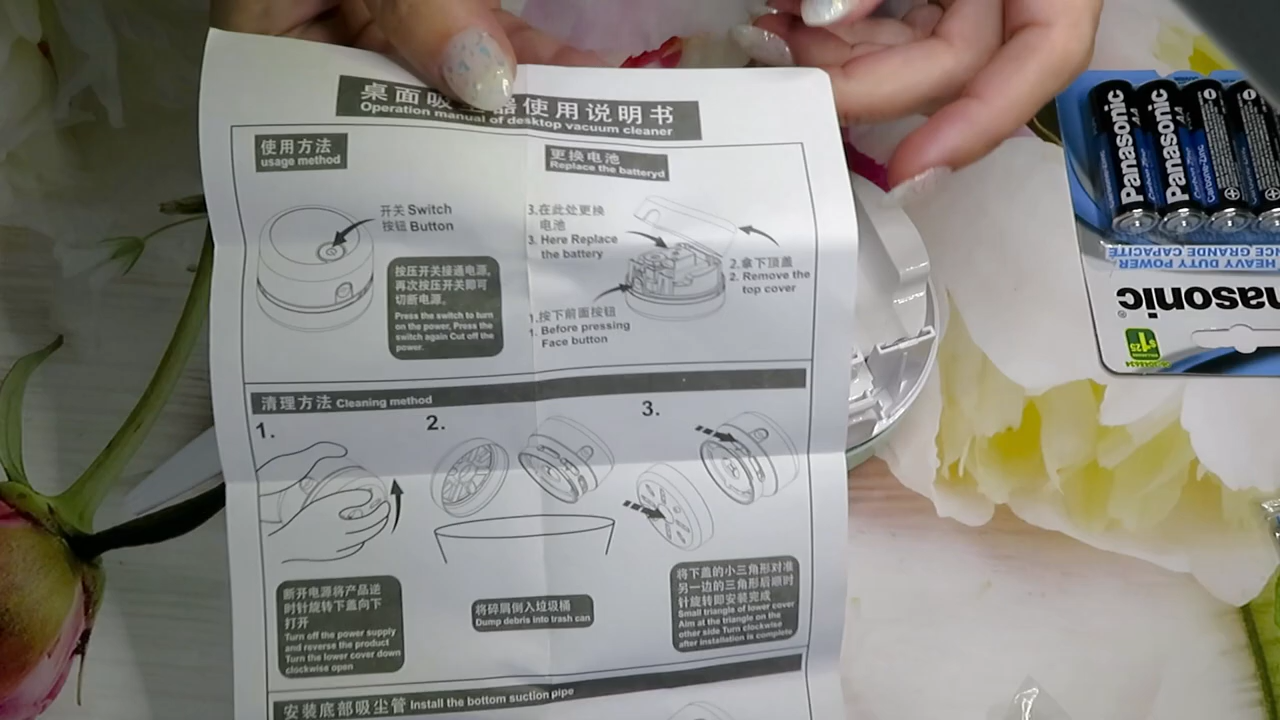 桌面吸 器使用说明书
Operation manual of desktop vacuum cleaner
使用方法
usage method
开关 Switch
按钮 Button
按压开关接通电源,
再次按压开关即可
切断电源。
Press the switch to turn
on the power, Press the
switch again Cut off the
power.
更换电池
Replace the batteryd
3.在此处更换
电池
3. Here Replace
the battery
2.拿下顶盖
2. Remove the
top cover
1.按下前面按钮
1. Before pressing
Face button
清理方法 Cleaning method
1.
2.
3.
断开电源将产品逆
时针旋转下盖向下
打开
Turn off the power supply
and reverse the product
Turn the lower cover down
clockwise open
将碎屑倒入垃圾桶
Dump debris into trash can
将下盖的小三角形对准
另一边的三角形后顺时
针旋转即安装完成
Small triangle of lower cover
Aim at the triangle on the
other side Turn clockwise
after installation is complete
安装底部吸尘管 Install the bottom suction pipe
Panasonic
Panasonic
HEAVY DUTY POWER
CE GRANDE CAPACITÉ
asonic
$1.25